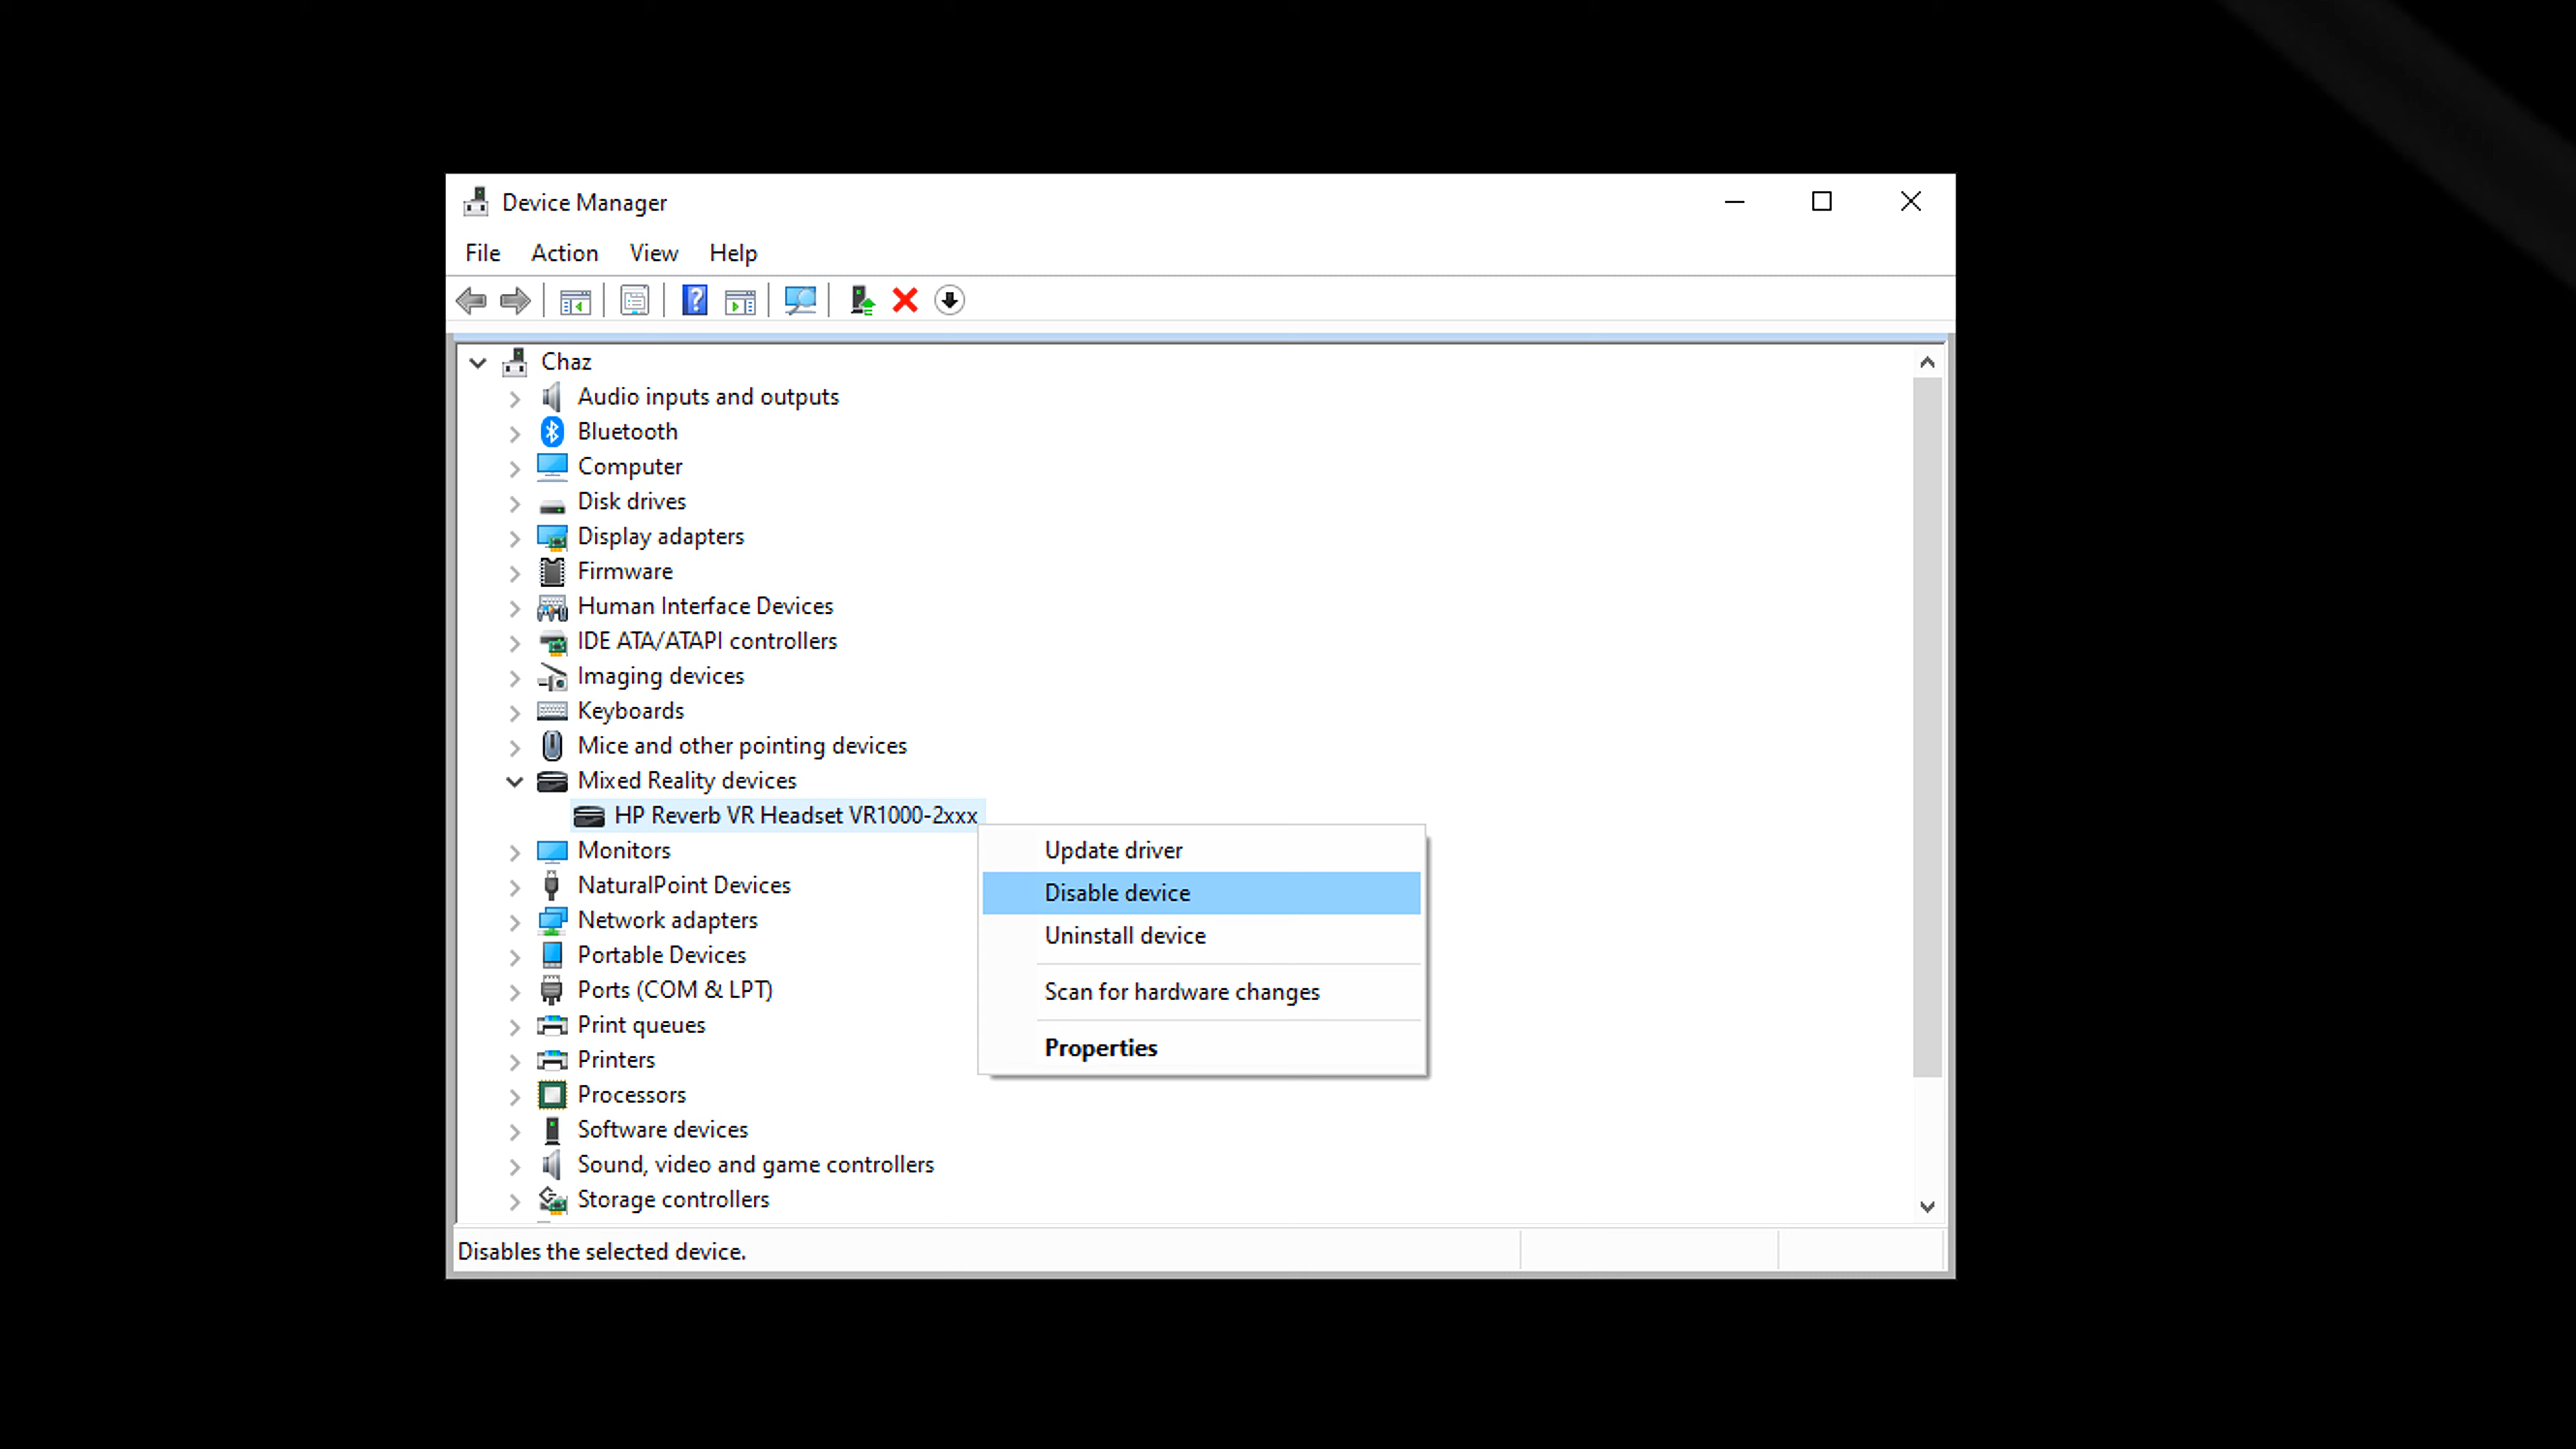 Device Manager
File Action View Help
Chaz
Audio inputs and outputs
Bluetooth
Computer
Disk drives
Display adapters
Firmware
Human Interface Devices
IDE ATA/ATAPI controllers
Imaging devices
Keyboards
Mice and other pointing devices
Mixed Reality devices
HP Reverb VR Headset VR1000-2xxx
Monitors
NaturalPoint Devices
Network adapters
Portable Devices
Ports (COM & LPT)
Print queues
Printers
Processors
Software devices
Sound, video and game controllers
Storage controllers
Update driver
Disable device
Uninstall device
Scan for hardware changes
Properties
Disables the selected device.